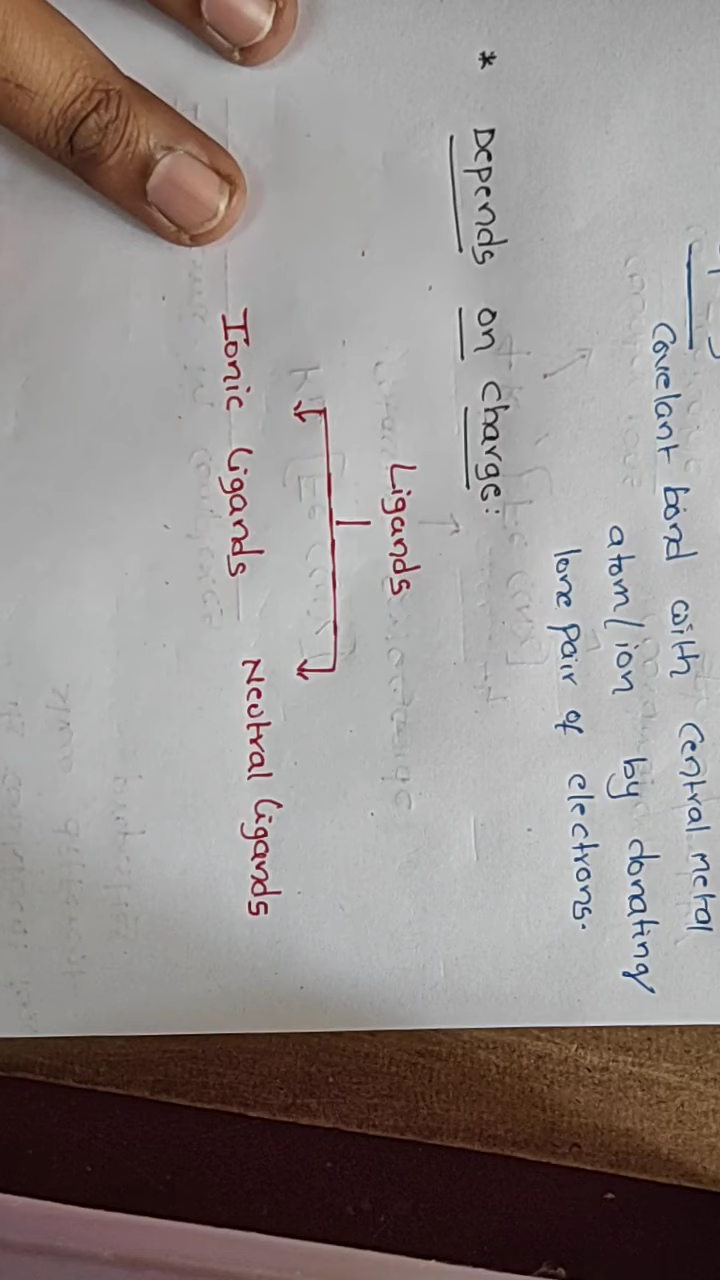 Covelant bond with central metal
atom/ion by donating
lone pair of electrons.
* Depends on charge:
Ligands
Ionic Ligands Neutral Ligands